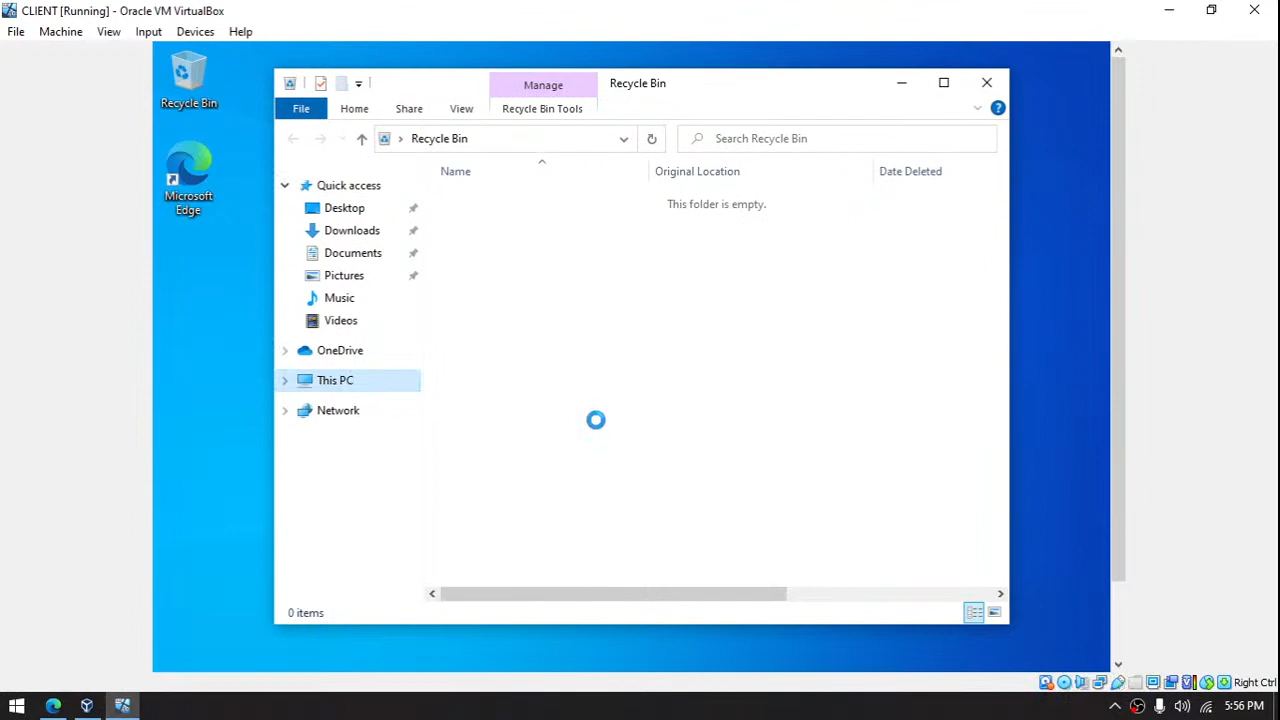 CLIENT [Running] - Oracle VM VirtualBox
File Machine View Input Devices Help
Recycle Bin
Microsoft
Edge
Manage
Recycle Bin
File Home Share View Recycle Bin Tools
Recycle Bin
Search Recycle Bin
Name Original Location Date Deleted
This folder is empty.
Quick access
Desktop
Downloads
Documents
Pictures
Music
Videos
OneDrive
This PC
Network
0 items
Right Ctrl
5:56 PM